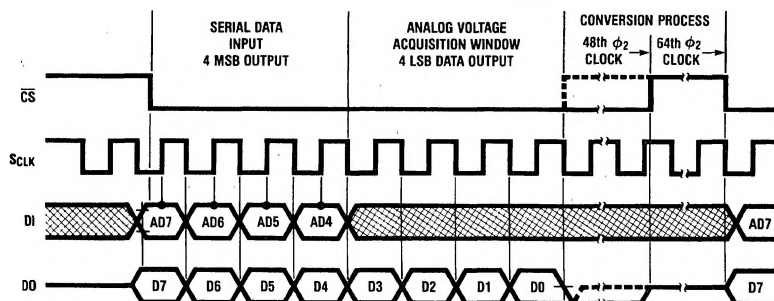 SERIAL DATA
INPUT
4 MSB OUTPUT
ANALOG VOLTAGE
ACQUISITION WINDOW
4 LSB DATA OUTPUT
CONVERSION PROCESS
48th ϕ2
CLOCK
64th ϕ2
CLOCK
CS
SCLK
DI
AD7
AD6
AD5
AD4
AD7
DO
D7
D6
D5
D4
D3
D2
D1
D0
D7